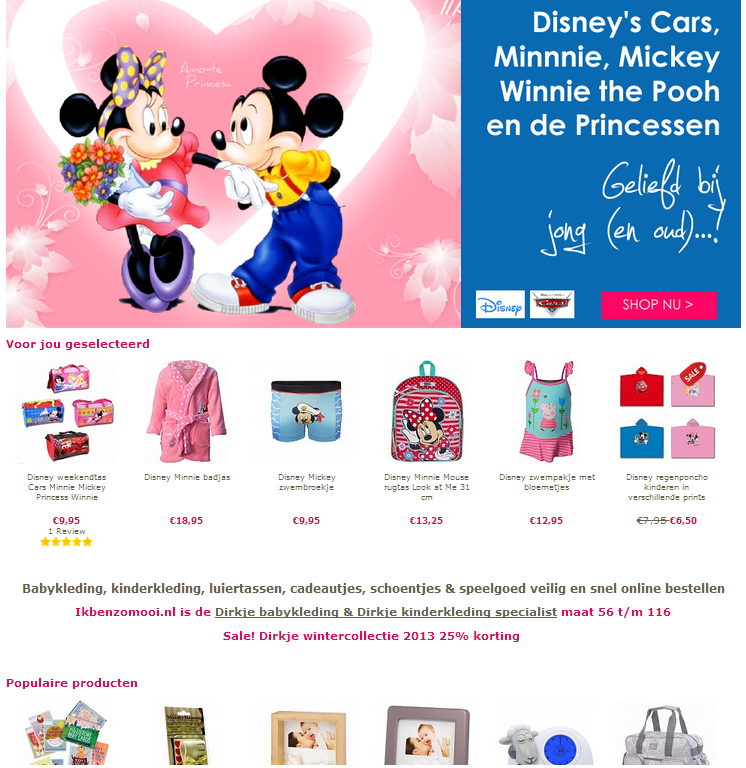 Disney's Cars,
Minnnie, Mickey
Winnie the Pooh
en de Princessen
Amorte
Princesa
Geliefd bij
jong (en oud)...!
Disney
Cars
SHOP NU >
Voor jou geselecteerd
SALE
Disney weekendtas
Cars Minnie Mickey
Princess Winnie
€9,95
1 Review
Disney Minnie badjas
€18,95
Disney Mickey
zwembroekje
€9,95
Disney Minnie Mouse
rugtas Look at Me 31
cm
€13,25
Disney zwempakje met
bloemetjes
€12,95
Disney regenponcho
kinderen in
verschillende prints
€7,95 €6,50
Babykleding, kinderkleding, luiertassen, cadeautjes, schoentjes & speelgoed veilig en snel online bestellen
Ikbenzomooi.nl is de Dirkje babykleding & Dirkje kinderkleding specialist maat 56 t/m 116
Sale! Dirkje wintercollectie 2013 25% korting
Populaire producten